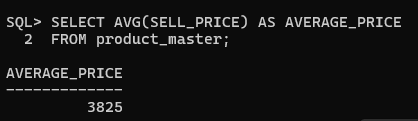 SQL> SELECT AVG(SELL_PRICE) AS AVERAGE_PRICE
  2  FROM product_master;

AVERAGE_PRICE
-------------
         3825